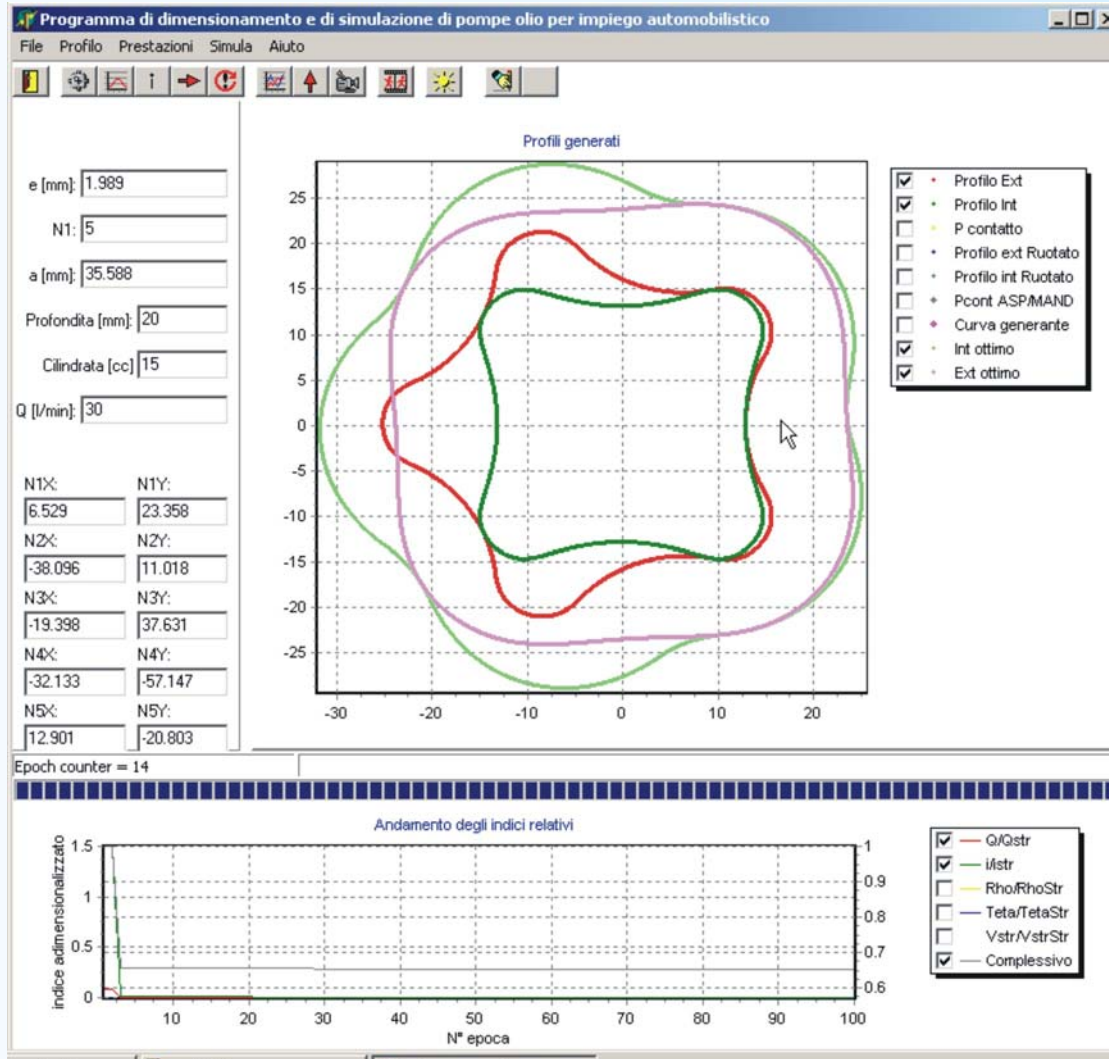 Programma di dimensionamento e di simulazione di pompe olio per impiego automobilistico
File Profilo Prestazioni Simula Aiuto
Profili generati
e [mm]: 1.989
N1: 5
a [mm]: 35.588
Profondita [mm]: 20
Cilindrata [cc] 15
Q [l/min]: 30
N1X: N1Y:
6.529 23.358
N2X: N2Y:
-38.096 11.018
N3X: N3Y:
-19.398 37.631
N4X: N4Y:
-32.133 -57.147
N5X: N5Y:
12.901 -20.803
25
20
15
10
5
0
-5
-10
-15
-20
-25
-30 -20 -10 0 10 20
Profilo Ext
Profilo Int
P contatto
Profilo ext Ruotato
Profilo int Ruotato
Pcont ASP/MAND
Curva generante
Int ottimo
Ext ottimo
Epoch counter = 14
Andamento degli indici relativi
indice adimensionalizzato
1.5
1
0.5
0
1
0.9
0.8
0.7
0.6
10 20 30 40 50 60 70 80 90 100
N° epoca
Q/Qstr
i/istr
Rho/RhoStr
Teta/TetaStr
Vstr/VstrStr
Complessivo